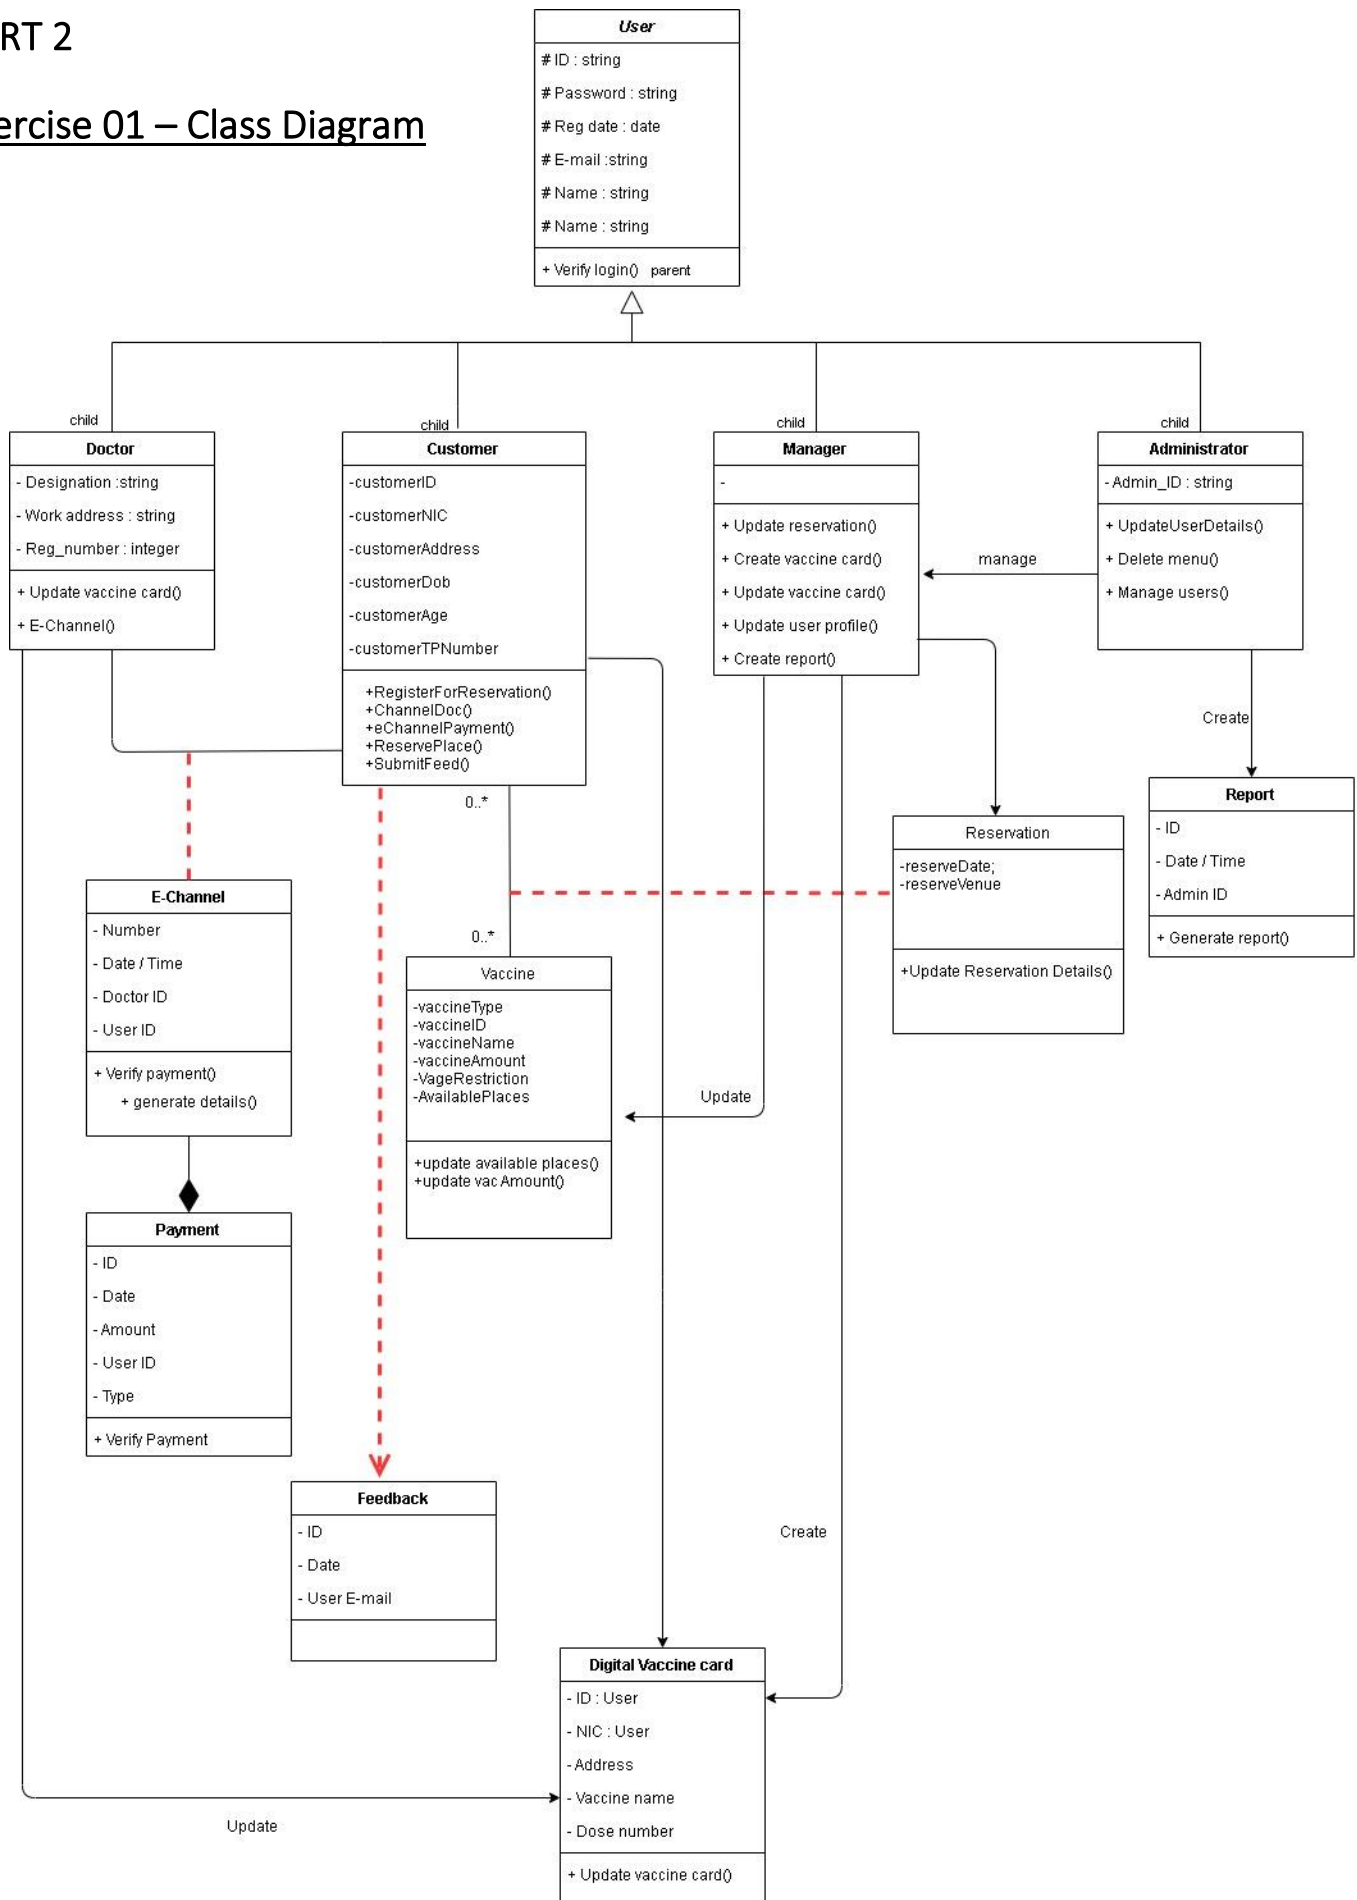 RT 2
ercise 01 – Class Diagram
User
# ID : string
# Password : string
# Reg date : date
# E-mail :string
# Name : string
# Name : string
+ Verify login() parent
child
child
child
child
Doctor
- Designation :string
- Work address : string
- Reg_number : integer
+ Update vaccine card()
+ E-Channel()
Customer
-customerID
-customerNIC
-customerAddress
-customerDob
-customerAge
-customerTPNumber
+RegisterForReservation()
+ChannelDoc()
+eChannelPayment()
+ReservePlace()
+SubmitFeed()
Manager
-
+ Update reservation()
+ Create vaccine card()
+ Update vaccine card()
+ Update user profile()
+ Create report()
manage
Administrator
- Admin_ID : string
+ UpdateUserDetails()
+ Delete menu()
+ Manage users()
Create
Report
- ID
- Date / Time
- Admin ID
+ Generate report()
Reservation
-reserveDate;
-reserveVenue
+Update Reservation Details()
0..*
0..*
E-Channel
- Number
- Date / Time
- Doctor ID
- User ID
+ Verify payment()
+ generate details()
Vaccine
-vaccineType
-vaccineID
-vaccineName
-vaccineAmount
-VageRestriction
-AvailablePlaces
+update available places()
+update vac Amount()
Update
Payment
- ID
- Date
- Amount
- User ID
- Type
+ Verify Payment
Feedback
- ID
- Date
- User E-mail
Create
Digital Vaccine card
- ID : User
- NIC : User
- Address
- Vaccine name
- Dose number
+ Update vaccine card()
Update